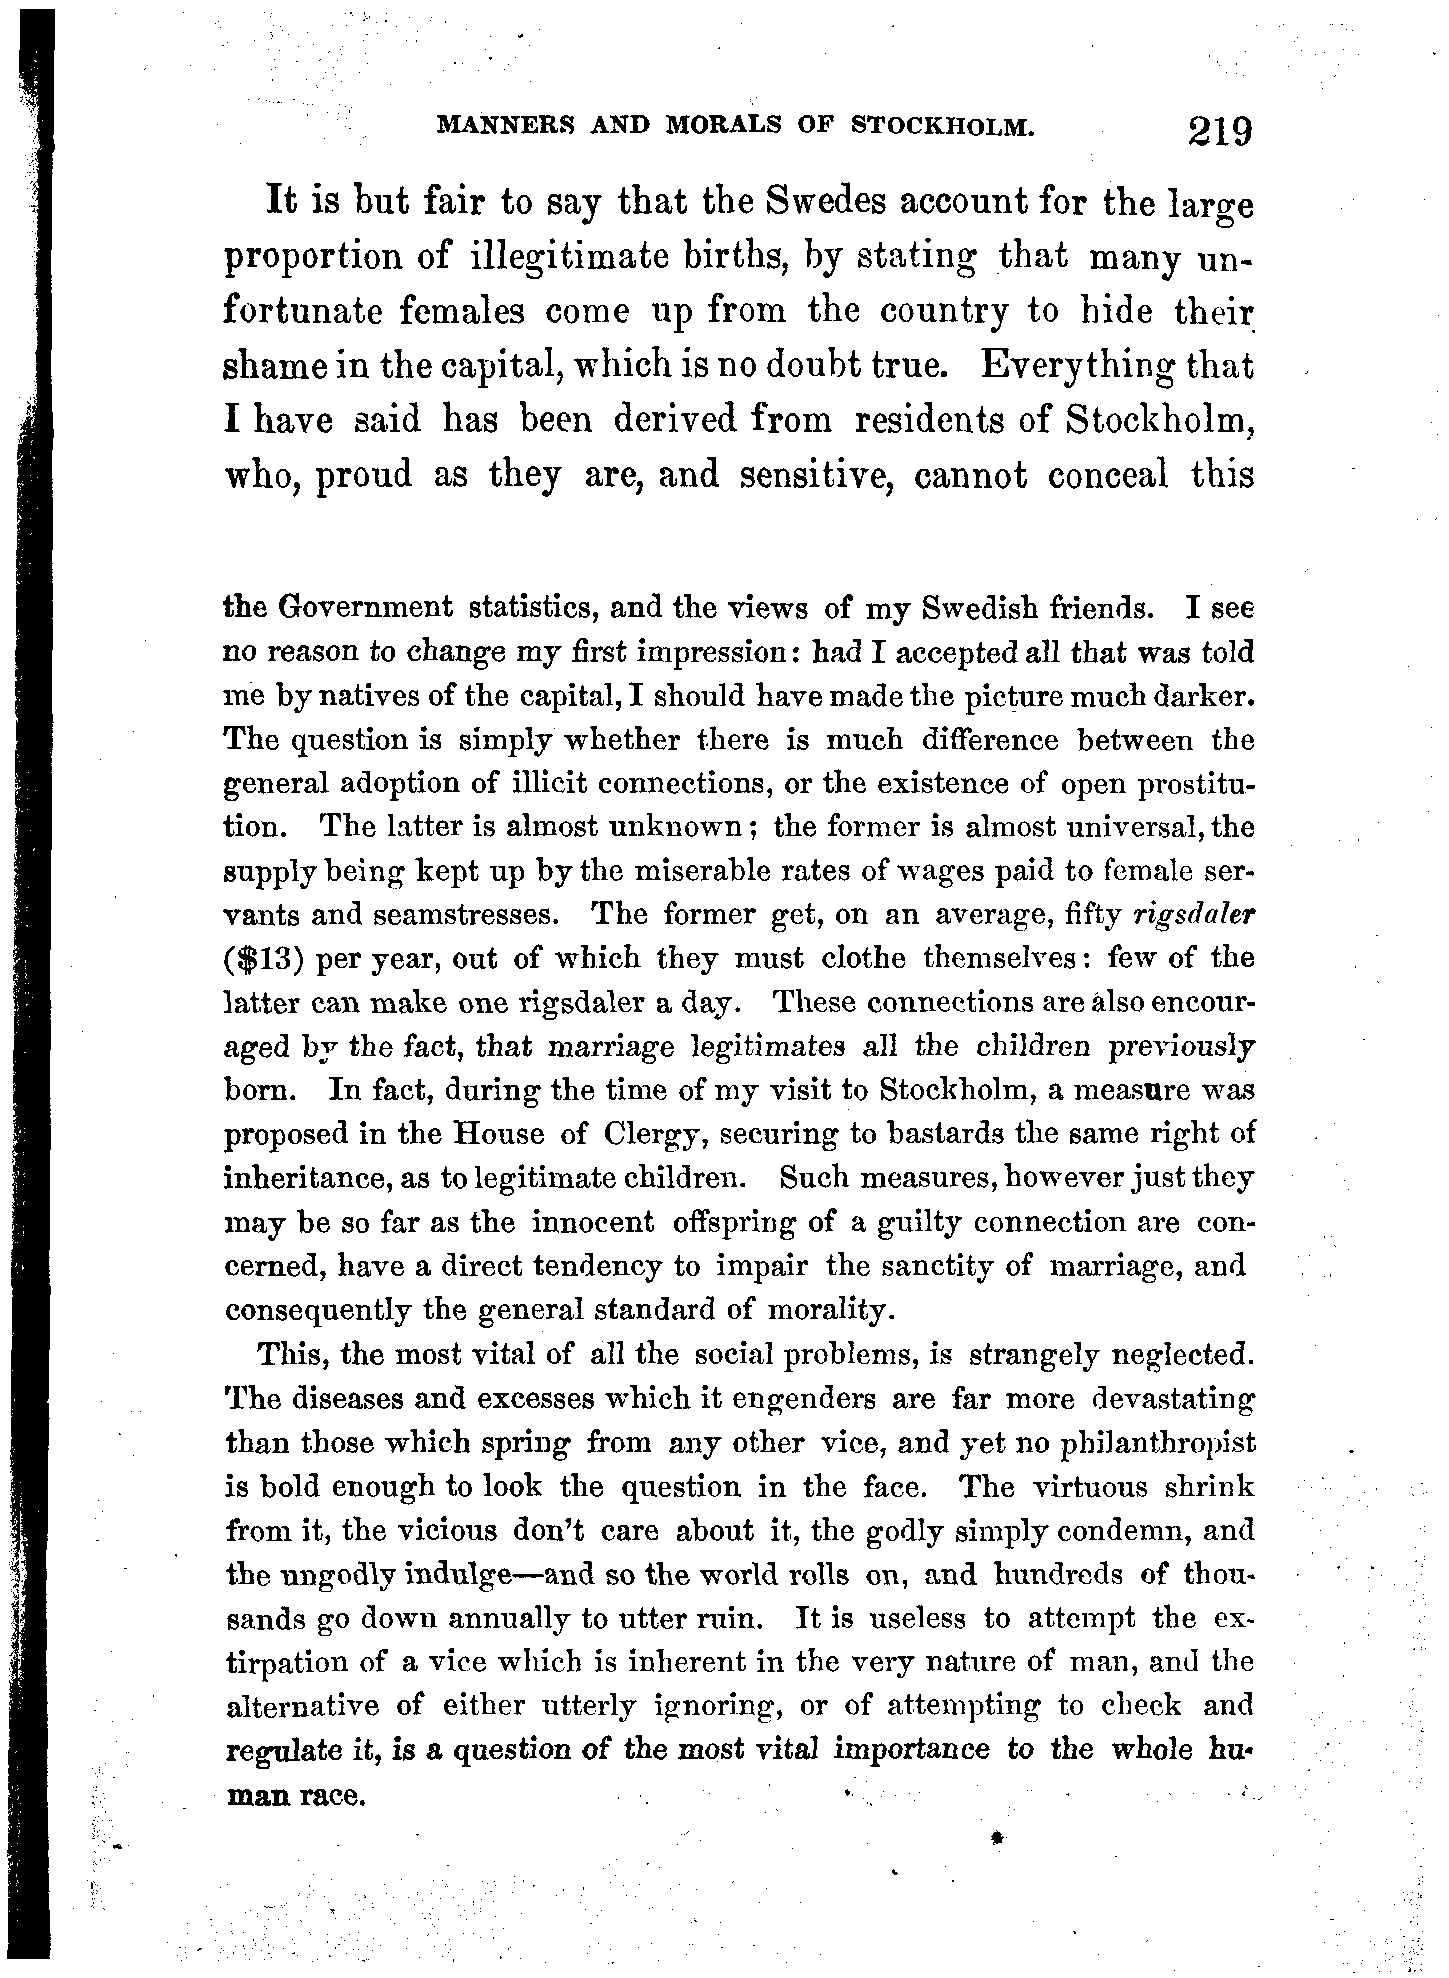 MANNERS AND MORALS OF STOCKHOLM. 219
It is but fair to say that the Swedes account for the large
proportion of illegitimate births, by stating that many un-
fortunate females come up from the country to hide their
shame in the capital, which is no doubt true. Everything that
I have said has been derived from residents of Stockholm,
who, proud as they are, and sensitive, cannot conceal this
the Government statistics, and the views of my Swedish friends. I see
no reason to change my first impression: had I accepted all that was told
me by natives of the capital, I should have made the picture much darker.
The question is simply whether there is much difference between the
general adoption of illicit connections, or the existence of open prostitu-
tion. The latter is almost unknown; the former is almost universal, the
supply being kept up by the miserable rates of wages paid to female ser-
vants and seamstresses. The former get, on an average, fifty rigsdaler
($13) per year, out of which they must clothe themselves: few of the
latter can make one rigsdaler a day. These connections are also encour-
aged by the fact, that marriage legitimates all the children previously
born. In fact, during the time of my visit to Stockholm, a measure was
proposed in the House of Clergy, securing to bastards the same right of
inheritance, as to legitimate children. Such measures, however just they
may be so far as the innocent offspring of a guilty connection are con-
cerned, have a direct tendency to impair the sanctity of marriage, and
consequently the general standard of morality.
This, the most vital of all the social problems, is strangely neglected.
The diseases and excesses which it engenders are far more devastating
than those which spring from any other vice, and yet no philanthropist
is bold enough to look the question in the face. The virtuous shrink
from it, the vicious don't care about it, the godly simply condemn, and
the ungodly indulge—and so the world rolls on, and hundreds of thou-
sands go down annually to utter ruin. It is useless to attempt the ex-
tirpation of a vice which is inherent in the very nature of man, and the
alternative of either utterly ignoring, or of attempting to check and
regulate it, is a question of the most vital importance to the whole hu-
man race.